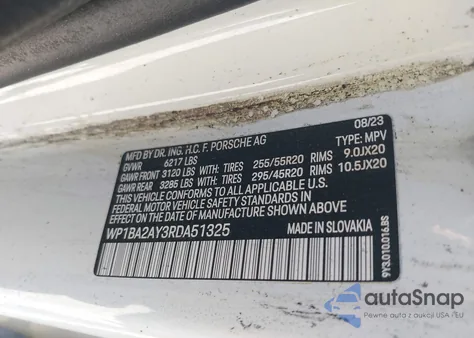 08/23
MFD BY DR. ING. H.C. F. PORSCHE AG TYPE: MPV
GVWR 6217 LBS
GAWR FRONT 3120 LBS WITH TIRES 255/55R20 RIMS 9.0JX20
GAWR REAR 3285 LBS WITH TIRES 295/45R20 RIMS 10.5JX20
THIS VEHICLE CONFORMS TO ALL APPLICABLE U.S.
FEDERAL MOTOR VEHICLE SAFETY STANDARDS IN
EFFECT ON THE DATE OF MANUFACTURE SHOWN ABOVE
WP1BA2AY3RDA51325 MADE IN SLOVAKIA
9Y3.010.016.BS
autoSnap
Pewne auta z aukcji USA i EU